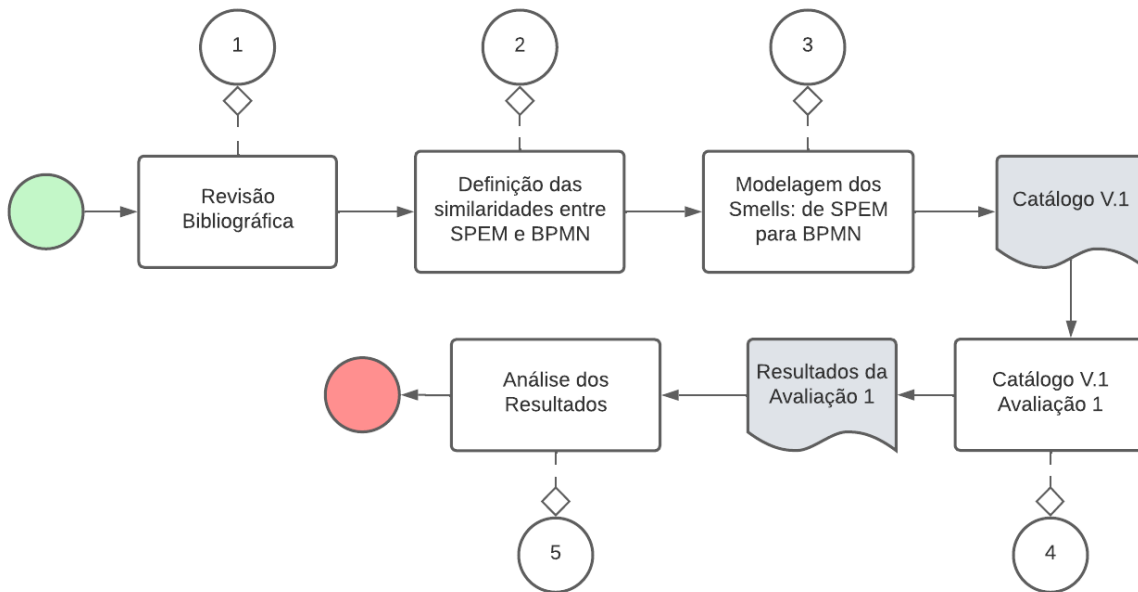 1
2
3
Revisão
Bibliográfica
Definição das
similaridades entre
SPEM e BPMN
Modelagem dos
Smells: de SPEM
para BPMN
Catálogo V.1
Catálogo V.1
Avaliação 1
Resultados da
Avaliação 1
Análise dos
Resultados
5
4